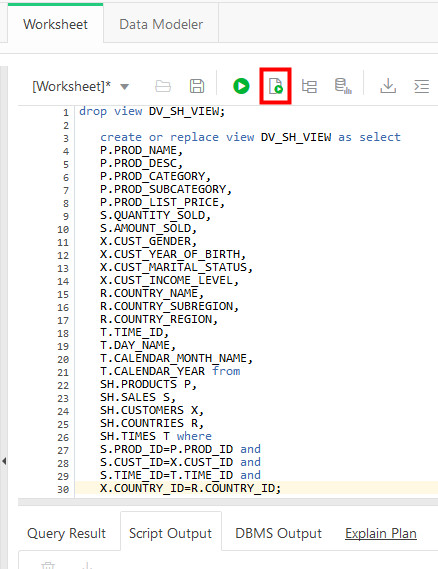 Worksheet Data Modeler
[Worksheet]*
1 drop view DV_SH_VIEW;
2
3 create or replace view DV_SH_VIEW as select
4 P.PROD_NAME,
5 P.PROD_DESC,
6 P.PROD_CATEGORY,
7 P.PROD_SUBCATEGORY,
8 P.PROD_LIST_PRICE,
9 S.QUANTITY_SOLD,
10 S.AMOUNT_SOLD,
11 X.CUST_GENDER,
12 X.CUST_YEAR_OF_BIRTH,
13 X.CUST_MARITAL_STATUS,
14 X.CUST_INCOME_LEVEL,
15 R.COUNTRY_NAME,
16 R.COUNTRY_SUBREGION,
17 R.COUNTRY_REGION,
18 T.TIME_ID,
19 T.DAY_NAME,
20 T.CALENDAR_MONTH_NAME,
21 T.CALENDAR_YEAR from
22 SH.PRODUCTS P,
23 SH.SALES S,
24 SH.CUSTOMERS X,
25 SH.COUNTRIES R,
26 SH.TIMES T where
27 S.PROD_ID=P.PROD_ID and
28 S.CUST_ID=X.CUST_ID and
29 S.TIME_ID=T.TIME_ID and
30 X.COUNTRY_ID=R.COUNTRY_ID;
Query Result Script Output DBMS Output Explain Plan